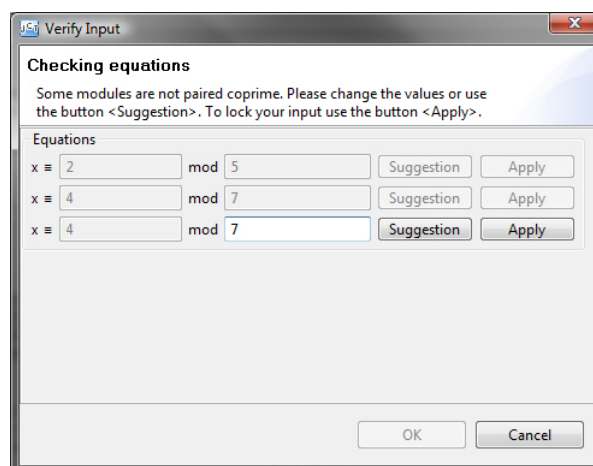 Verify Input
Checking equations
Some modules are not paired coprime. Please change the values or use
the button <Suggestion>. To lock your input use the button <Apply>.
Equations
x ≡ 2 mod 5 Suggestion Apply
x ≡ 4 mod 7 Suggestion Apply
x ≡ 4 mod 7 Suggestion Apply
OK Cancel